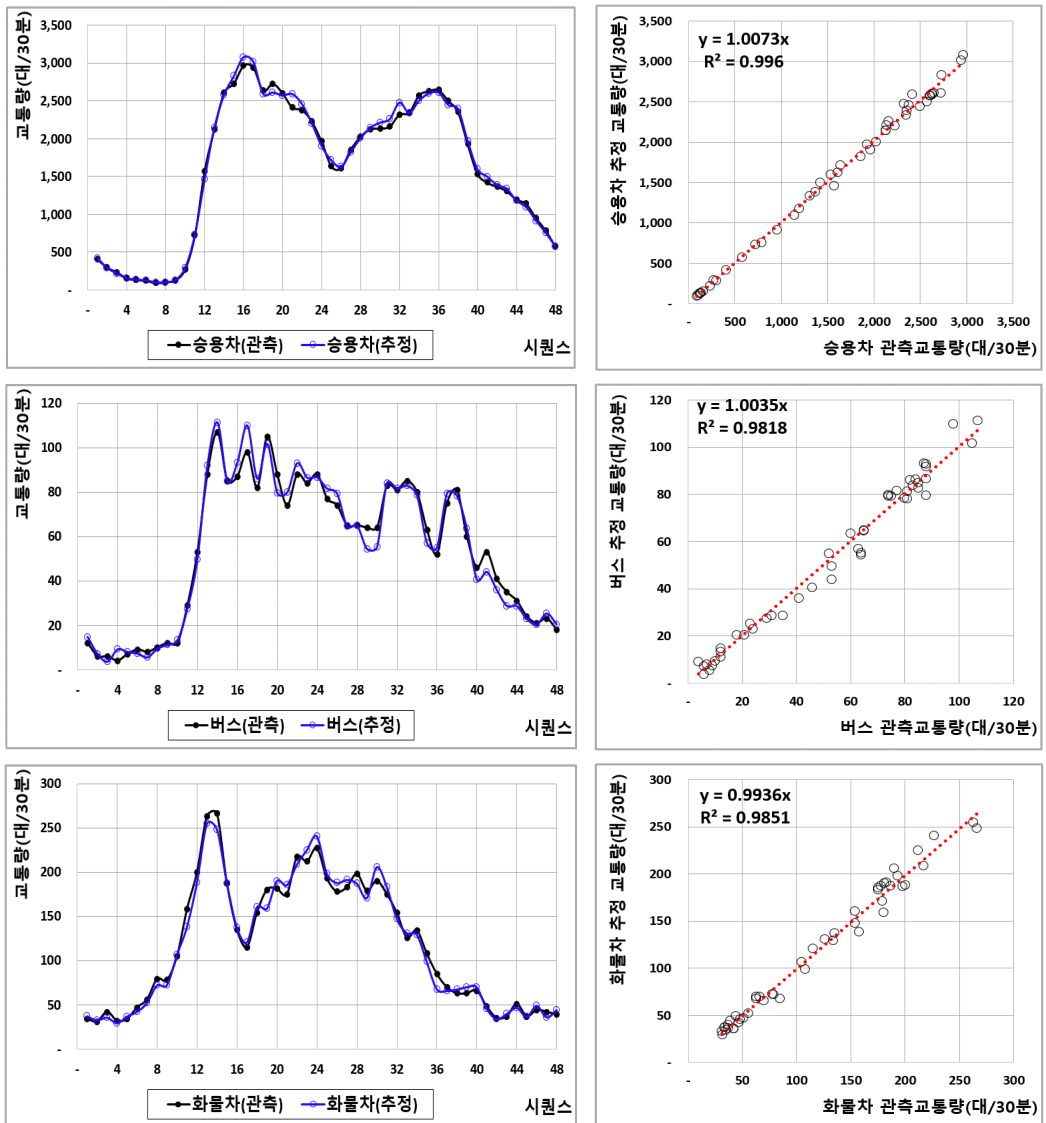 교통량(대/30분)
3,500
3,000
2,500
2,000
1,500
1,000
500
-
- 4 8 12 16 20 24 28 32 36 40 44 48
승용차(관측) 승용차(추정)
시퀀스
승용차 추정 교통량(대/30분)
y = 1.0073x
R² = 0.996
3,500
3,000
2,500
2,000
1,500
1,000
500
-
- 500 1,000 1,500 2,000 2,500 3,000 3,500
승용차 관측교통량(대/30분)
교통량(대/30분)
120
100
80
60
40
20
-
- 4 8 12 16 20 24 28 32 36 40 44 48
버스(관측) 버스(추정)
시퀀스
버스 추정 교통량(대/30분)
y = 1.0035x
R² = 0.9818
120
100
80
60
40
20
-
- 20 40 60 80 100 120
버스 관측교통량(대/30분)
교통량(대/30분)
300
250
200
150
100
50
-
- 4 8 12 16 20 24 28 32 36 40 44 48
화물차(관측) 화물차(추정)
시퀀스
화물차 추정 교통량(대/30분)
y = 0.9936x
R² = 0.9851
300
250
200
150
100
50
-
- 50 100 150 200 250 300
화물차 관측교통량(대/30분)